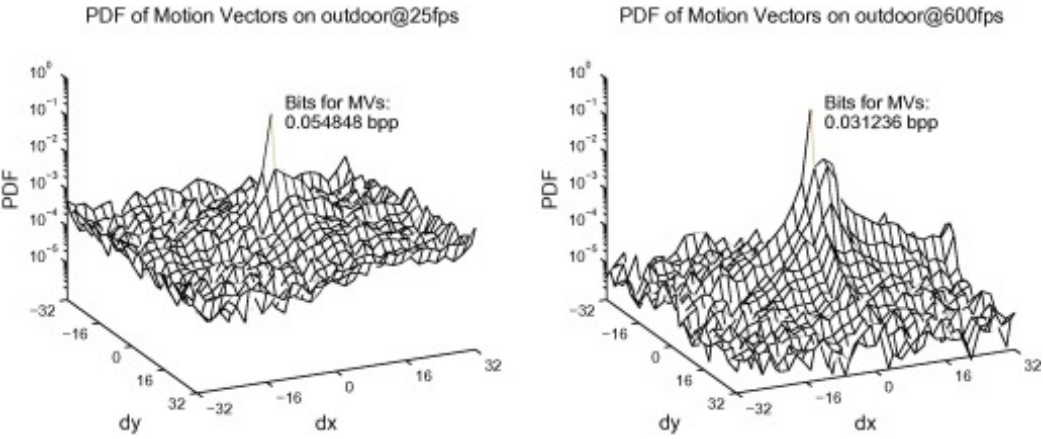 PDF of Motion Vectors on outdoor@25fps
10^0
10^-1
10^-2
10^-3
10^-4
10^-5
PDF
Bits for MVs:
0.054848 bpp
-32
-16
0
16
32
dy
-32
-16
0
16
32
dx
PDF of Motion Vectors on outdoor@600fps
10^0
10^-1
10^-2
10^-3
10^-4
10^-5
PDF
Bits for MVs:
0.031236 bpp
-32
-16
0
16
32
dy
-32
-16
0
16
32
dx